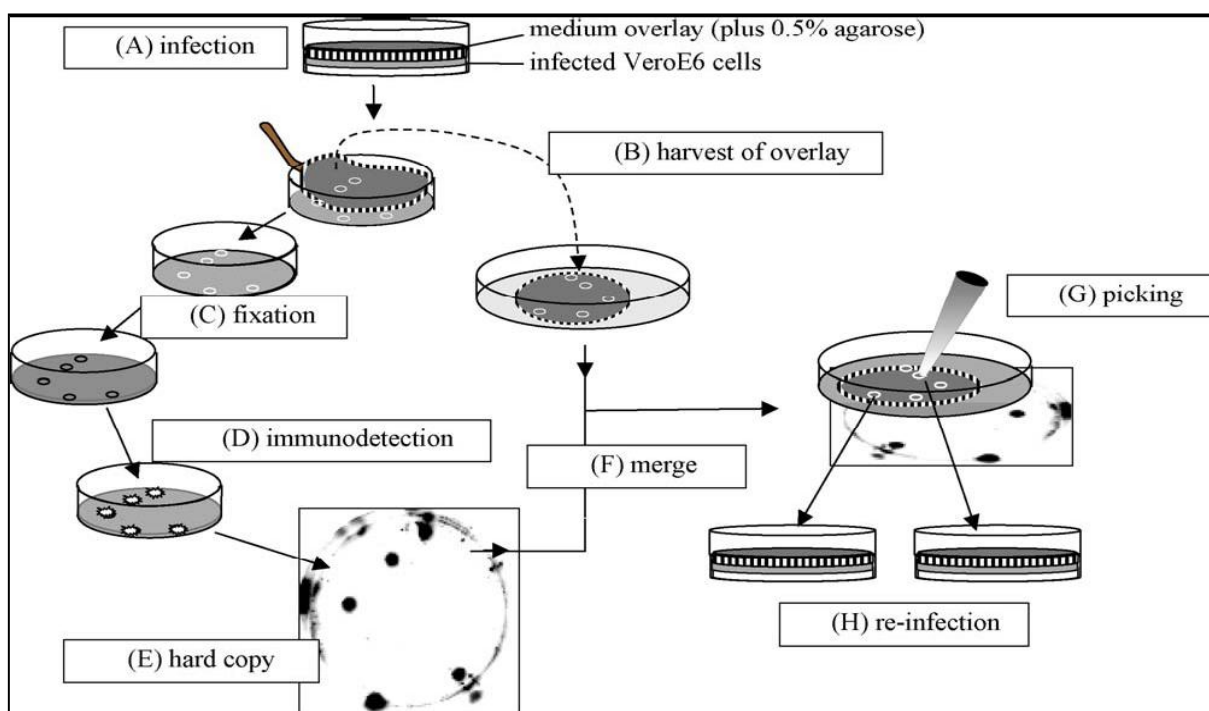 (A) infection
medium overlay (plus 0.5% agarose)
infected VeroE6 cells
(B) harvest of overlay
(C) fixation
(D) immunodetection
(E) hard copy
(F) merge
(G) picking
(H) re-infection